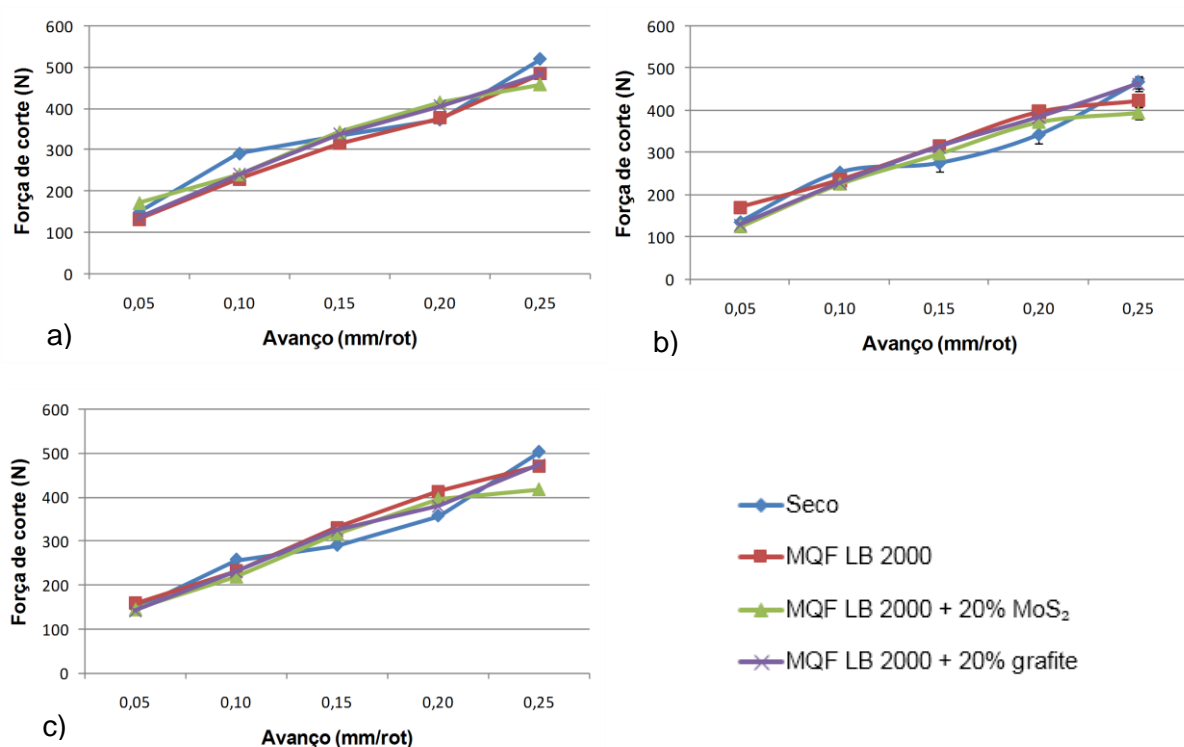 600
500
400
300
200
100
0
Força de corte (N)
0,05 0,10 0,15 0,20 0,25
Avanço (mm/rot)
a)
600
500
400
300
200
100
0
Força de corte (N)
0,05 0,10 0,15 0,20 0,25
Avanço (mm/rot)
b)
600
500
400
300
200
100
0
Força de corte (N)
0,05 0,10 0,15 0,20 0,25
Avanço (mm/rot)
c)
Seco
MQF LB 2000
MQF LB 2000 + 20% MoS₂
MQF LB 2000 + 20% grafite